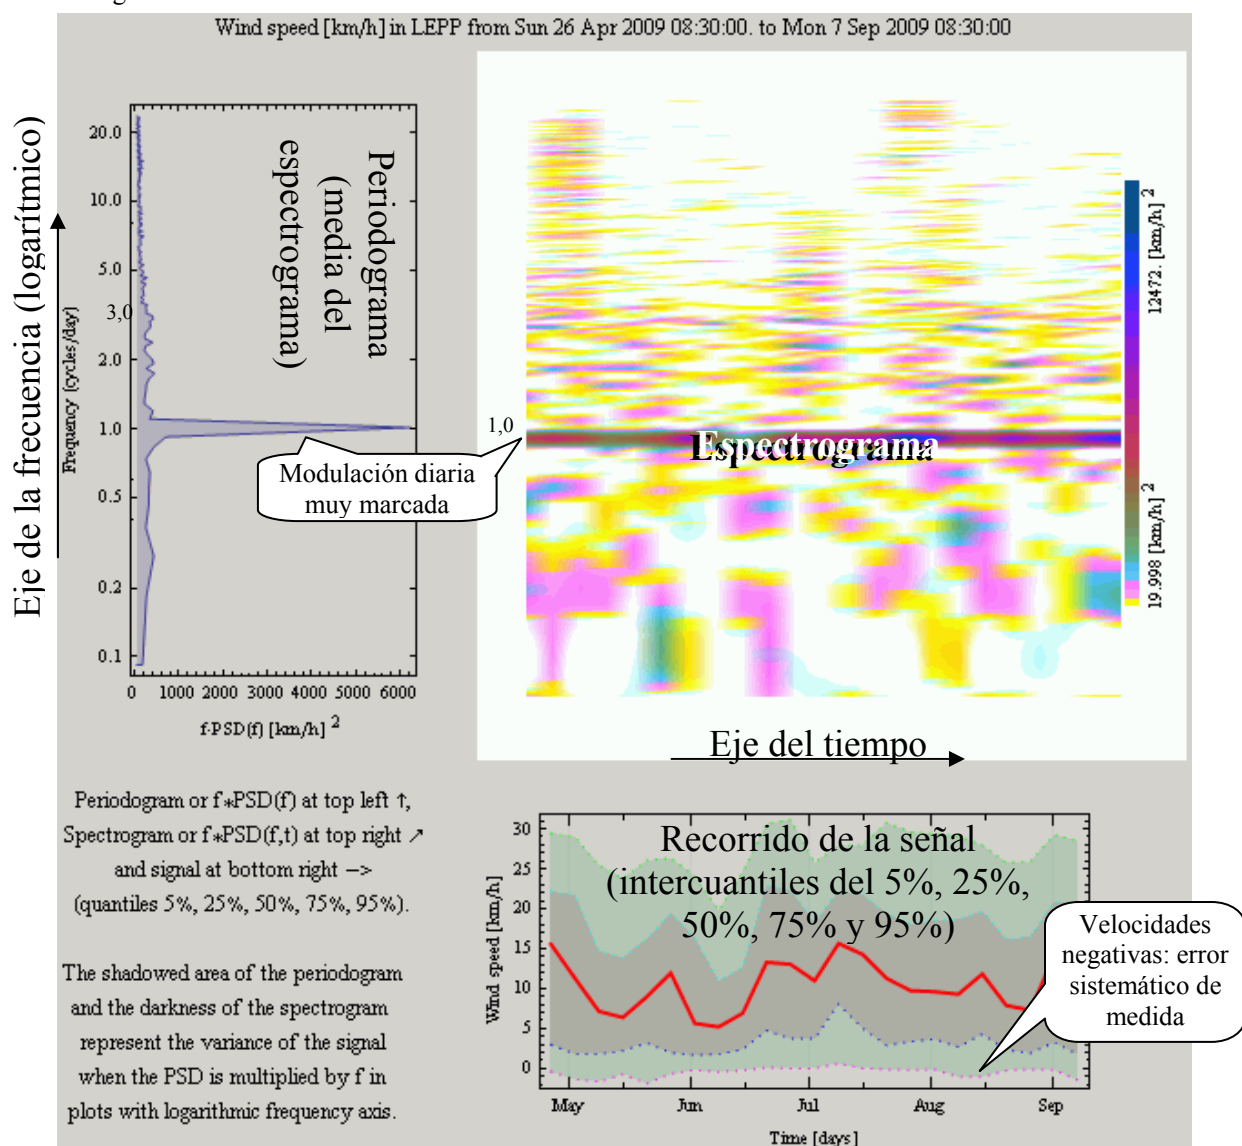 Wind speed [km/h] in LEPP from Sun 26 Apr 2009 08:30:00. to Mon 7 Sep 2009 08:30:00
Eje de la frecuencia (logarítmico)
Frequency (cycles/day)
20.0
10.0
5.0
3,0
2.0
1.0
0.5
0.2
0.1
Periodograma
(media del
espectrograma)
0 1000 2000 3000 4000 5000 6000
f·PSD(f) [km/h] 2
Modulación diaria
muy marcada
1,0
Espectrograma
12472. [km/h] 2
19.998 [km/h] 2
Eje del tiempo
Periodogram or f*PSD(f) at top left ↑,
Spectrogram or f*PSD(f,t) at top right ↗
and signal at bottom right —>
(quantiles 5%, 25%, 50%, 75%, 95%).
The shadowed area of the periodogram
and the darkness of the spectrogram
represent the variance of the signal
when the PSD is multiplied by f in
plots with logarithmic frequency axis.
Wind speed [km/h]
30
25
20
15
10
5
0
Recorrido de la señal
(intercuantiles del 5%, 25%,
50%, 75% y 95%)
Velocidades
negativas: error
sistemático de
medida
May Jun Jul Aug Sep
Time [days]